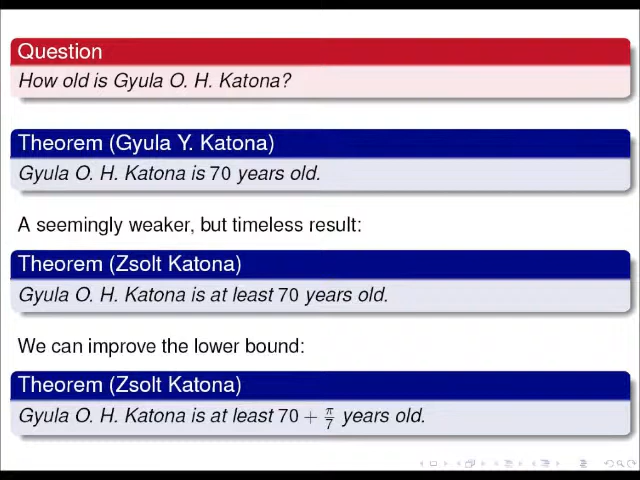 Question
How old is Gyula O. H. Katona?
Theorem (Gyula Y. Katona)
Gyula O. H. Katona is 70 years old.
A seemingly weaker, but timeless result:
Theorem (Zsolt Katona)
Gyula O. H. Katona is at least 70 years old.
We can improve the lower bound:
Theorem (Zsolt Katona)
Gyula O. H. Katona is at least 70 + π/7 years old.